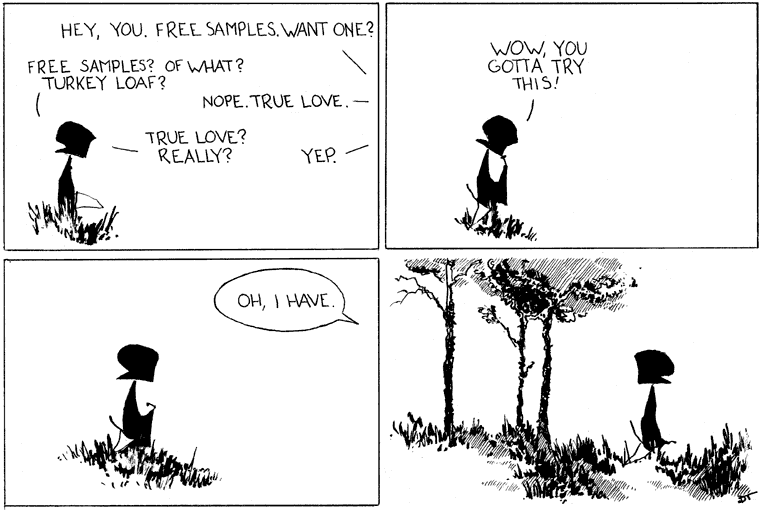 HEY, YOU. FREE SAMPLES. WANT ONE?
FREE SAMPLES? OF WHAT?
TURKEY LOAF?
NOPE. TRUE LOVE.
TRUE LOVE?
REALLY?
YEP.
WOW, YOU
GOTTA TRY
THIS!
OH, I HAVE.
DT